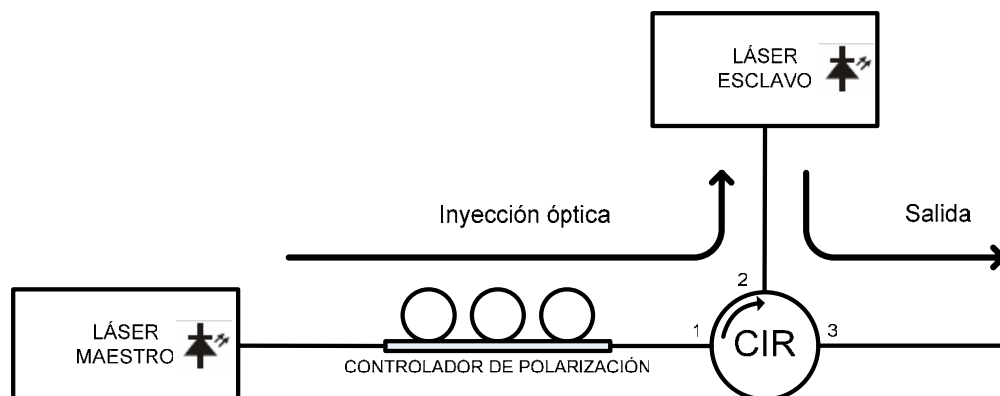 LÁSER
ESCLAVO
Inyección óptica
Salida
2
LÁSER
MAESTRO
1
CIR
3
CONTROLADOR DE POLARIZACIÓN